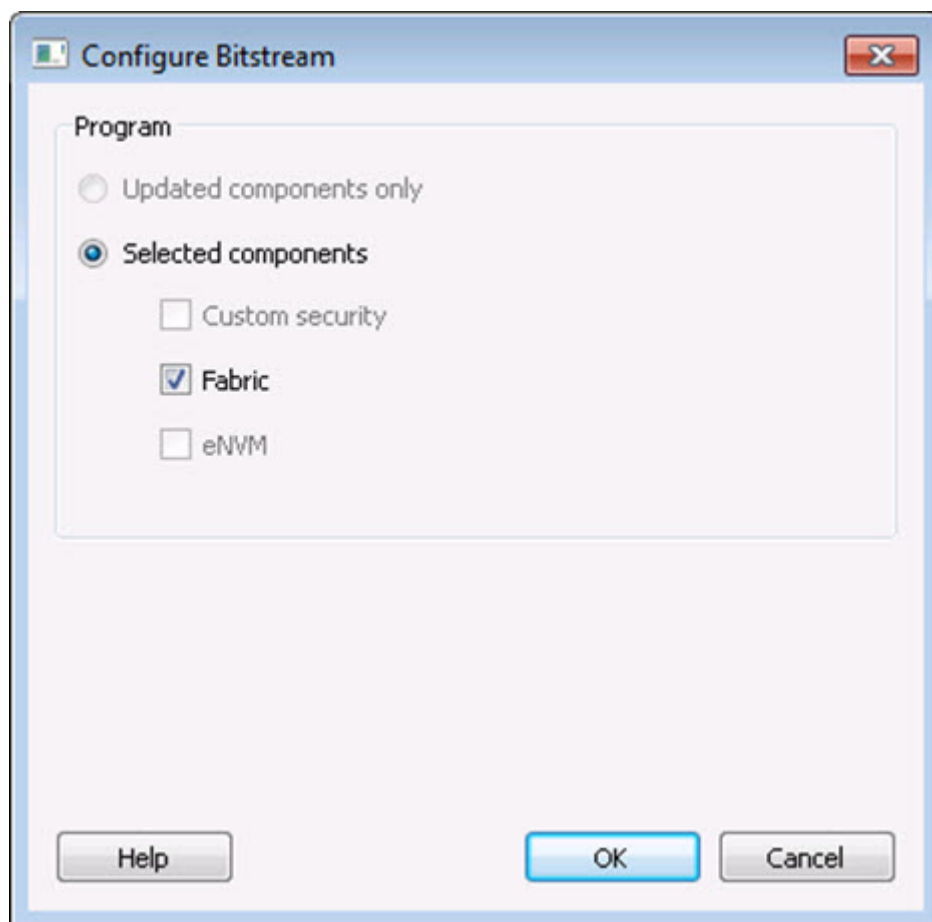 Configure Bitstream
Program
Updated components only
Selected components
Custom security
Fabric
eNVM
Help
OK
Cancel